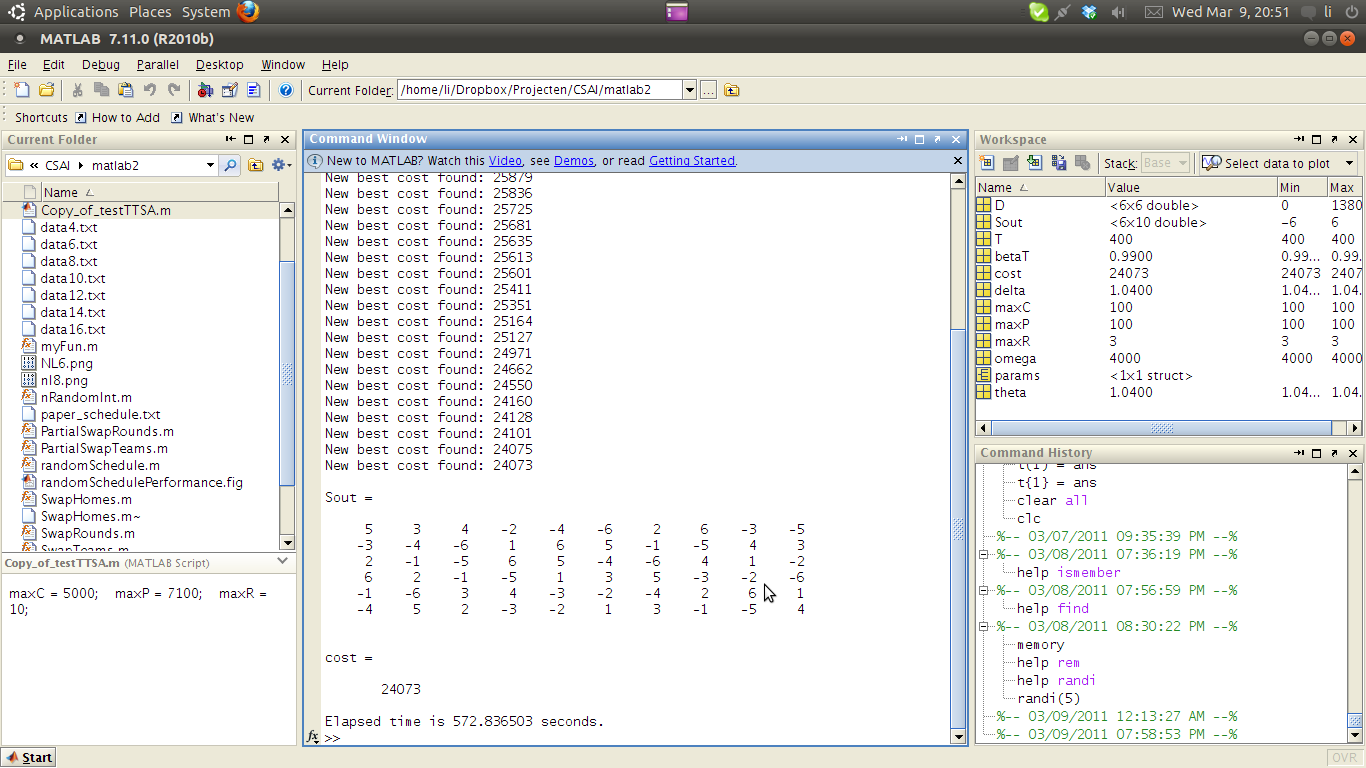 Applications Places System
Wed Mar 9, 20:51 li
MATLAB 7.11.0 (R2010b)
File Edit Debug Parallel Desktop Window Help
Current Folder: /home/li/Dropbox/Projecten/CSAI/matlab2 ...
Shortcuts How to Add What's New
Current Folder
« CSAI matlab2
Name
Copy_of_testTTSA.m
data4.txt
data6.txt
data8.txt
data10.txt
data12.txt
data14.txt
data16.txt
myFun.m
NL6.png
nl8.png
nRandomInt.m
paper_schedule.txt
PartialSwapRounds.m
PartialSwapTeams.m
randomSchedule.m
randomSchedulePerformance.fig
SwapHomes.m
SwapHomes.m~
SwapRounds.m
SwapTeams.m
Copy_of_testTTSA.m (MATLAB Script)
maxC = 5000; maxP = 7100; maxR =
10;
Start
Command Window
New to MATLAB? Watch this Video, see Demos, or read Getting Started.
New best cost found: 25879
New best cost found: 25836
New best cost found: 25725
New best cost found: 25681
New best cost found: 25635
New best cost found: 25613
New best cost found: 25601
New best cost found: 25411
New best cost found: 25351
New best cost found: 25164
New best cost found: 25127
New best cost found: 24971
New best cost found: 24662
New best cost found: 24550
New best cost found: 24160
New best cost found: 24128
New best cost found: 24101
New best cost found: 24075
New best cost found: 24073
Sout =
5 3 4 -2 -4 -6 2 6 -3 -5
-3 -4 -6 1 6 5 -1 -5 4 3
2 -1 -5 6 5 -4 -6 4 1 -2
6 2 -1 -5 1 3 5 -3 -2 -6
-1 -6 3 4 -3 -2 -4 2 6 1
-4 5 2 -3 -2 1 3 -1 -5 4
cost =
24073
Elapsed time is 572.836503 seconds.
fx >>
Workspace
Stack: Base Select data to plot
Name Value Min Max
D <6x6 double> 0 1380
Sout <6x10 double> -6 6
T 400 400 400
betaT 0.9900 0.99... 0.99.
cost 24073 24073 2407
delta 1.0400 1.04... 1.04.
maxC 100 100 100
maxP 100 100 100
maxR 3 3 3
omega 4000 4000 4000
params <1x1 struct>
theta 1.0400 1.04... 1.04.
Command History
t(1) = ans
t{1} = ans
clear all
clc
%-- 03/07/2011 09:35:39 PM --%
%-- 03/08/2011 07:36:19 PM --%
help ismember
%-- 03/08/2011 07:56:59 PM --%
help find
%-- 03/08/2011 08:30:22 PM --%
memory
help rem
help randi
randi(5)
%-- 03/09/2011 12:13:27 AM --%
%-- 03/09/2011 07:58:53 PM --%
OVR